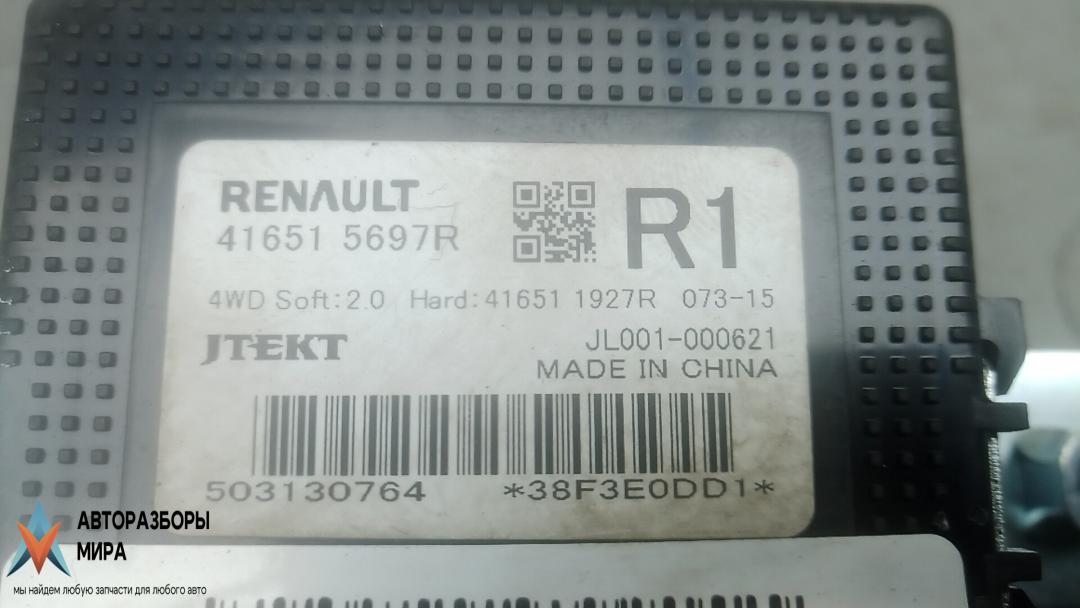 RENAULT
R1
41651 5697R
4WD Soft:2.0 Hard:41651 1927R 073-15
JTEKT
JL001-000621
MADE IN CHINA
503130764 *38F3E0DD1*
АВТОРАЗБОРЫ
МИРА
мы найдем любую запчасти для любого авто